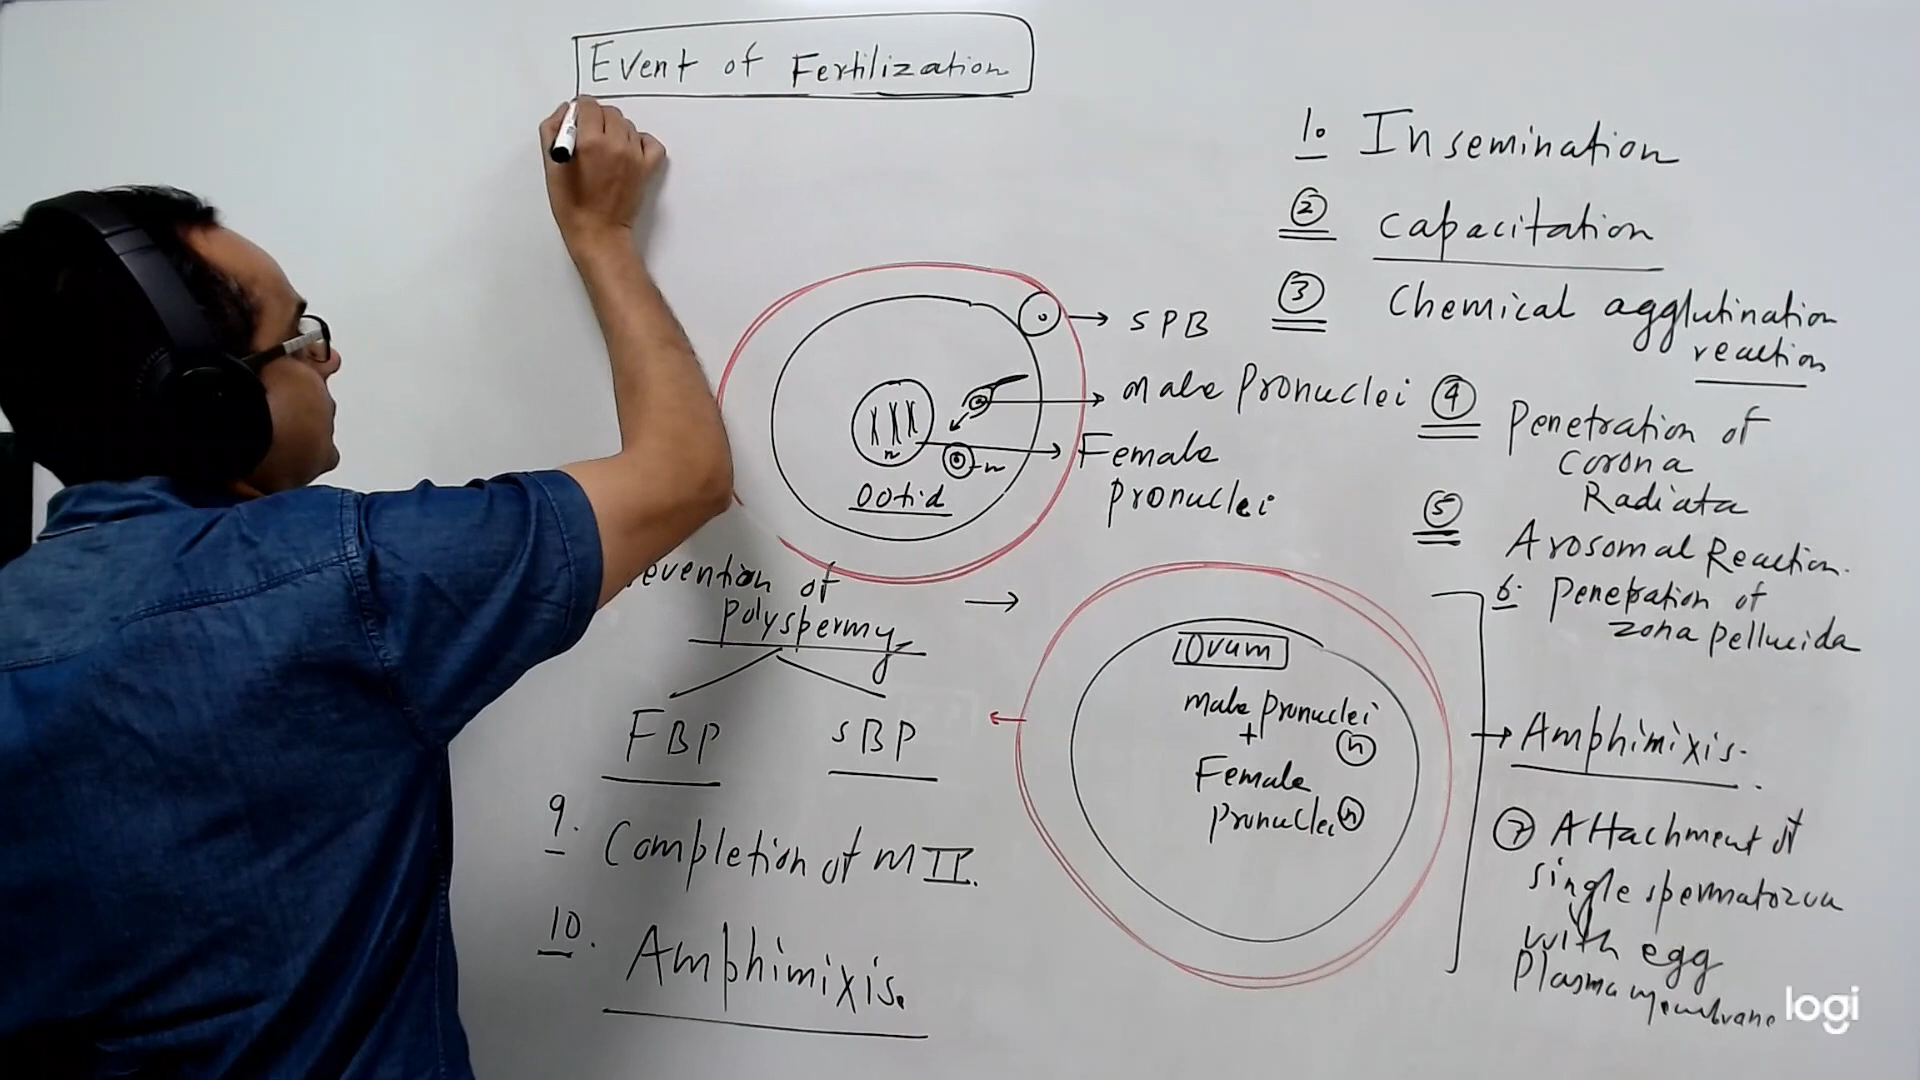 Event of Fertilization
1. Insemination
② Capacitation
③ Chemical agglutination
reaction
④ Penetration of
Corona
Radiata
⑤ Arosomal Reaction.
6. Penetration of
zona pellucida
→ Amphimixis.
⑦ Attachment of
single spermatozoa
with egg
Plasma membrane
→ SPB
→ male pronuclei
→ Female
pronuclei
n
n
Ootid
of
polyspermy
FBP
SBP
9. Completion of M II.
10. Amphimixis.
Ovum
male pronuclei
+ n
Female
pronuclei n
logi